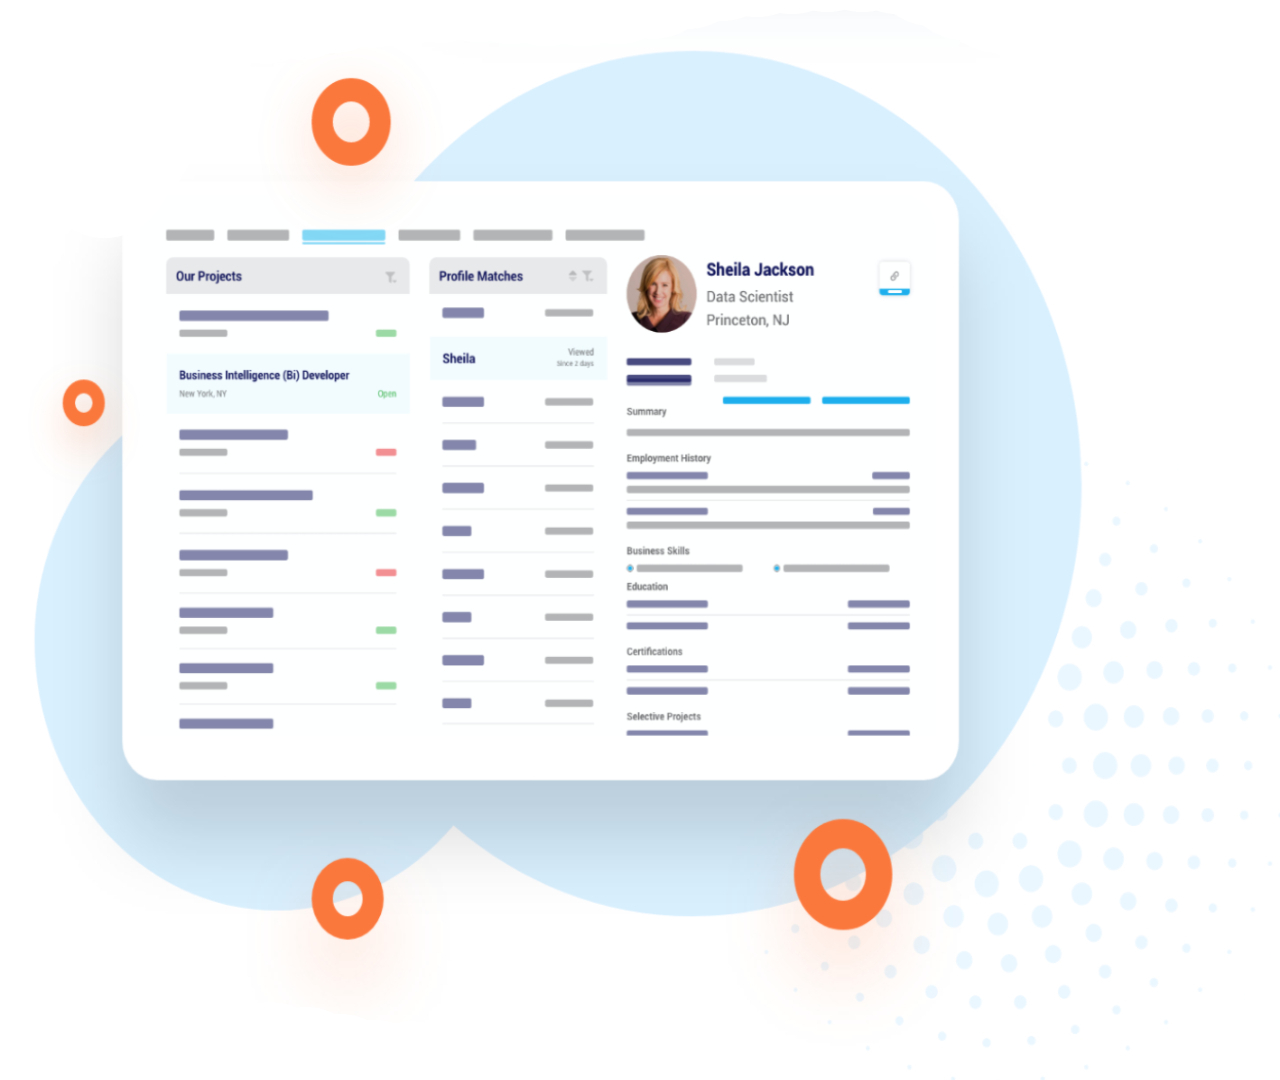 Our Projects
Business Intelligence (Bi) Developer
New York, NY
Open
Profile Matches
Sheila
Viewed
Since 2 days
Sheila Jackson
Data Scientist
Princeton, NJ
Summary
Employment History
Business Skills
Education
Certifications
Selective Projects